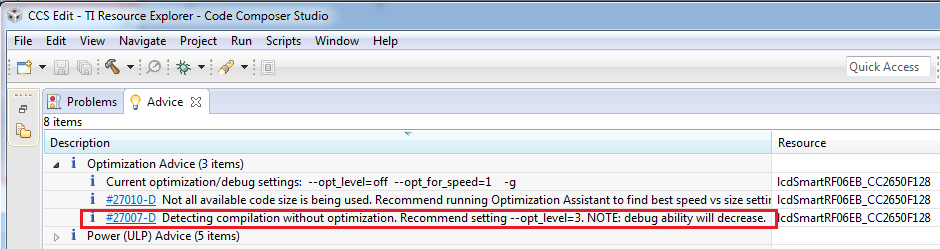 CCS Edit - TI Resource Explorer - Code Composer Studio
File Edit View Navigate Project Run Scripts Window Help
Quick Access
Problems Advice
8 items
Description Resource
Optimization Advice (3 items)
Current optimization/debug settings: --opt_level=off --opt_for_speed=1 -g lcdSmartRF06EB_CC2650F128
#27010-D Not all available code size is being used. Recommend running Optimization Assistant to find best speed vs size settin lcdSmartRF06EB_CC2650F128
#27007-D Detecting compilation without optimization. Recommend setting --opt_level=3. NOTE: debug ability will decrease. lcdSmartRF06EB_CC2650F128
Power (ULP) Advice (5 items)